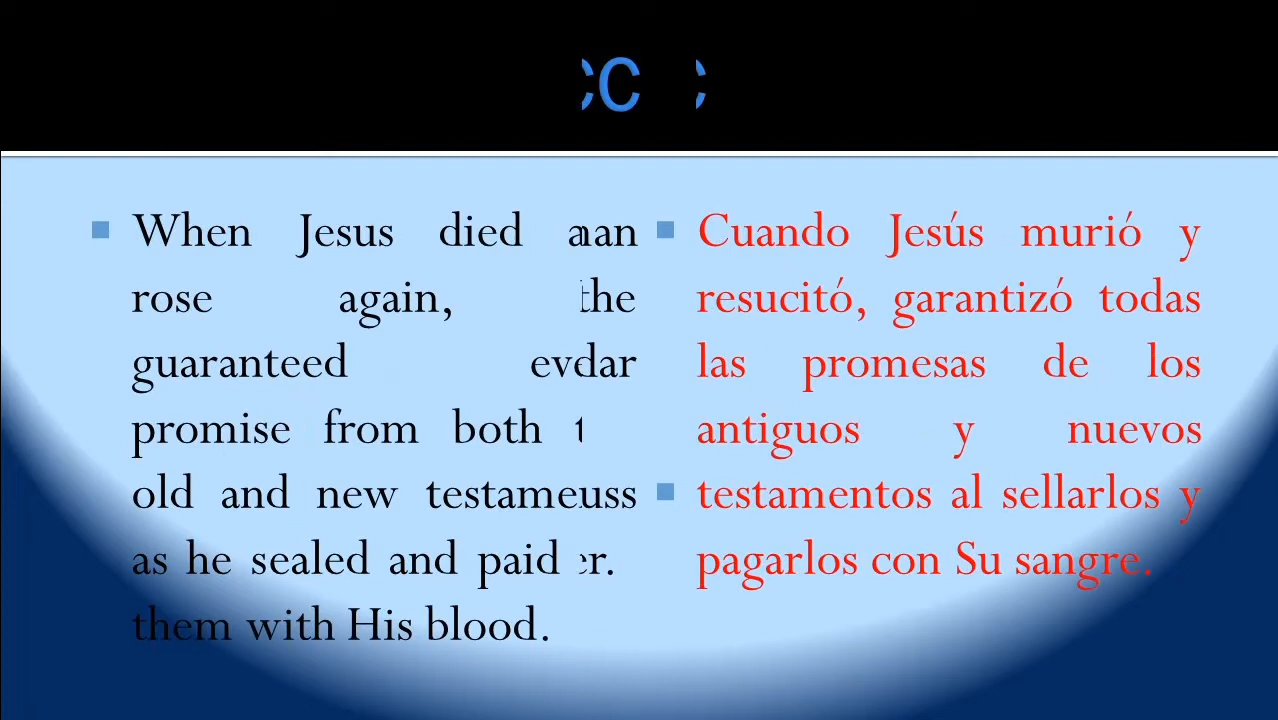 When Jesus died
rose again, the
guaranteed
promise from both
old and new
as he sealed and paid
them with His blood.
Cuando Jesús murió y
resucitó, garantizó todas
las promesas de los
antiguos y nuevos
testamentos al sellarlos y
pagarlos con Su sangre.